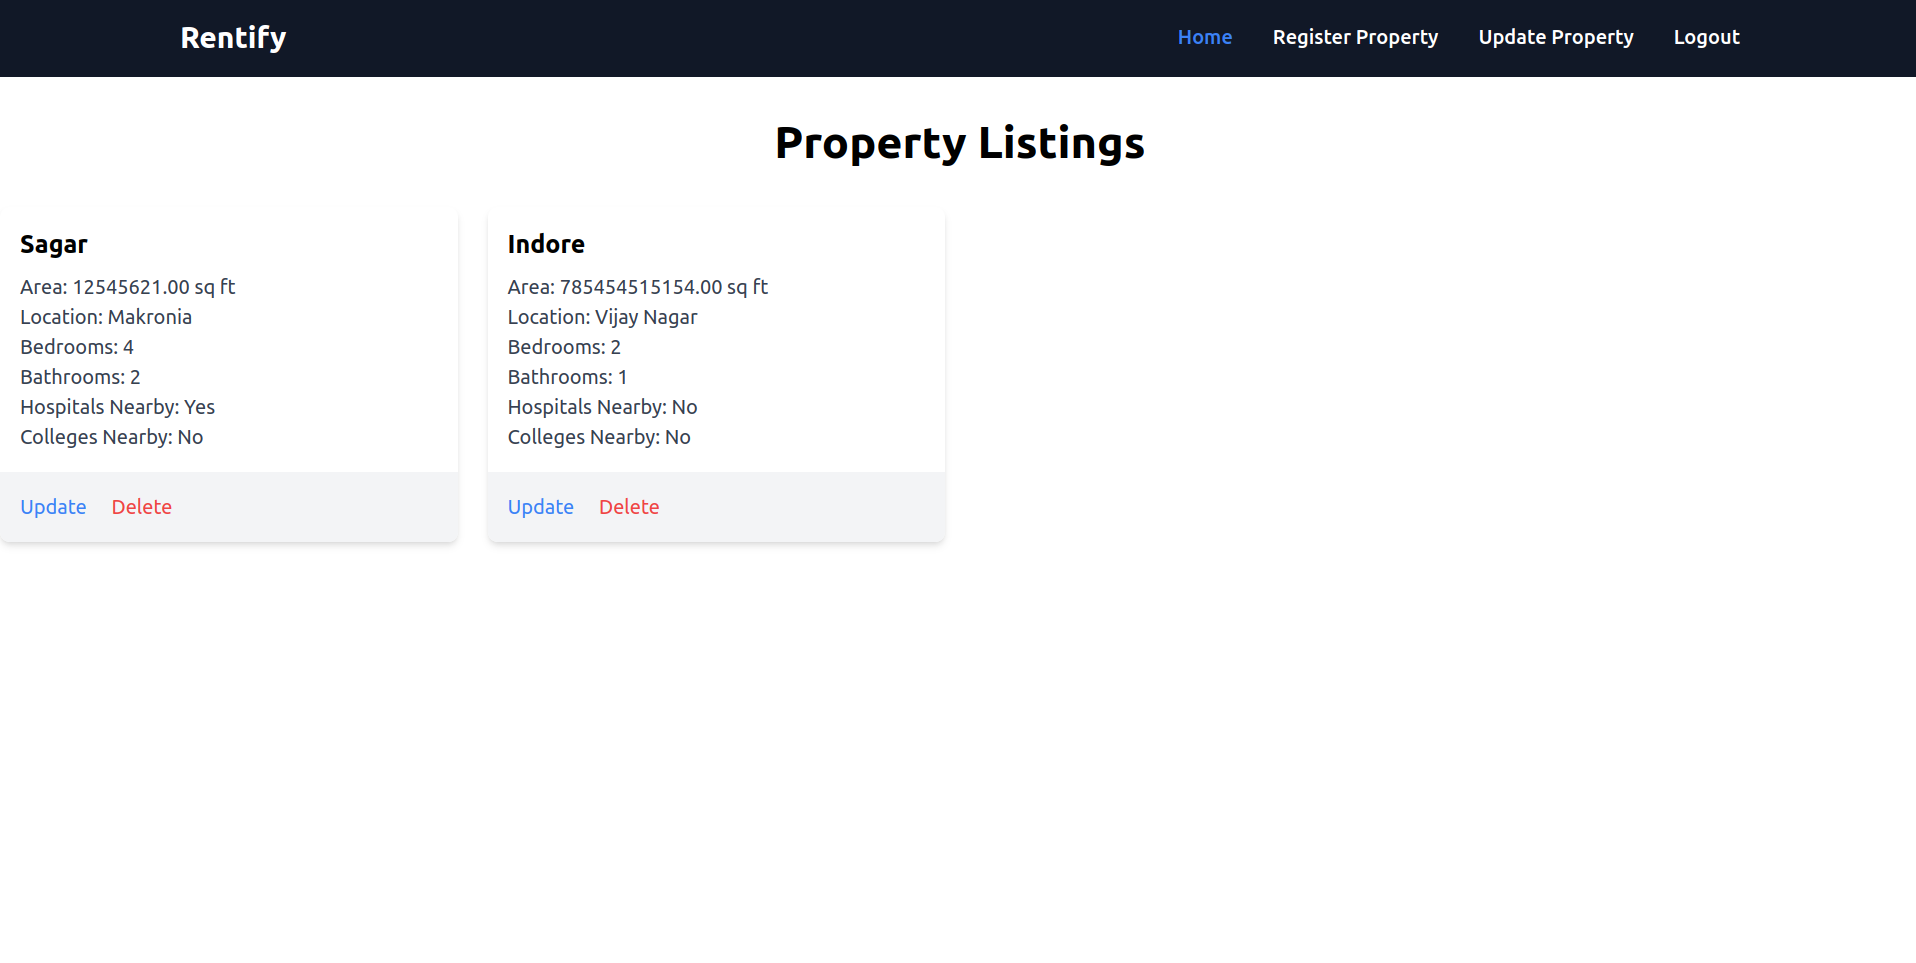 Rentify
Home
Register Property
Update Property
Logout
Property Listings
Sagar
Area: 12545621.00 sq ft
Location: Makronia
Bedrooms: 4
Bathrooms: 2
Hospitals Nearby: Yes
Colleges Nearby: No
Update
Delete
Indore
Area: 785454515154.00 sq ft
Location: Vijay Nagar
Bedrooms: 2
Bathrooms: 1
Hospitals Nearby: No
Colleges Nearby: No
Update
Delete